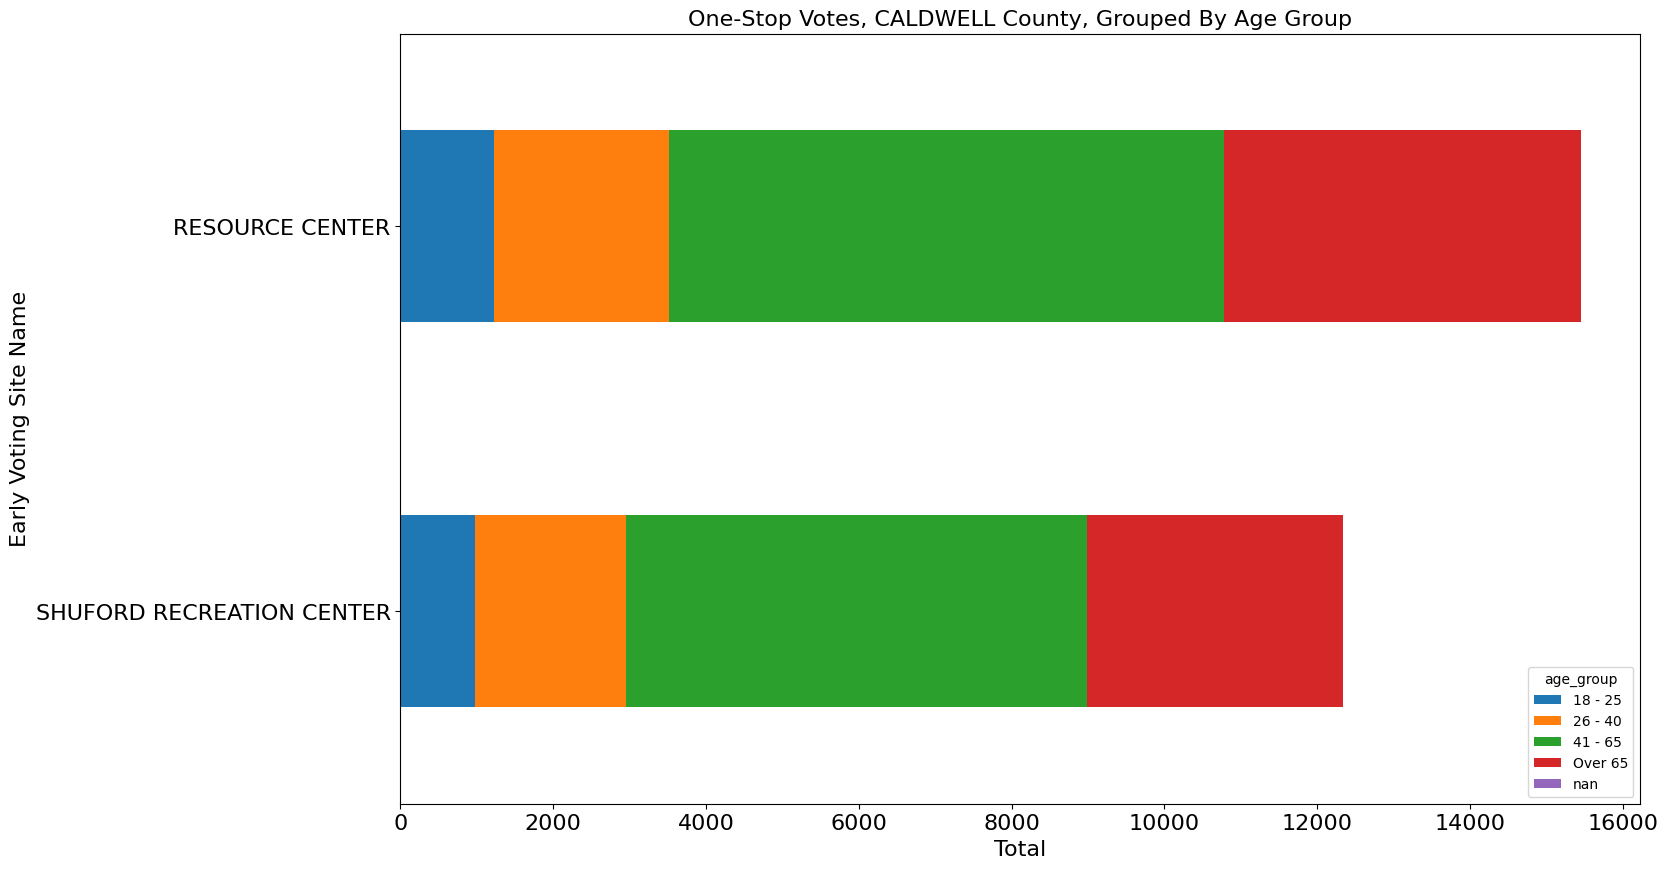 One-Stop Votes, CALDWELL County, Grouped By Age Group
Early Voting Site Name
RESOURCE CENTER
SHUFORD RECREATION CENTER
age_group
18 - 25
26 - 40
41 - 65
Over 65
nan
0 2000 4000 6000 8000 10000 12000 14000 16000
Total